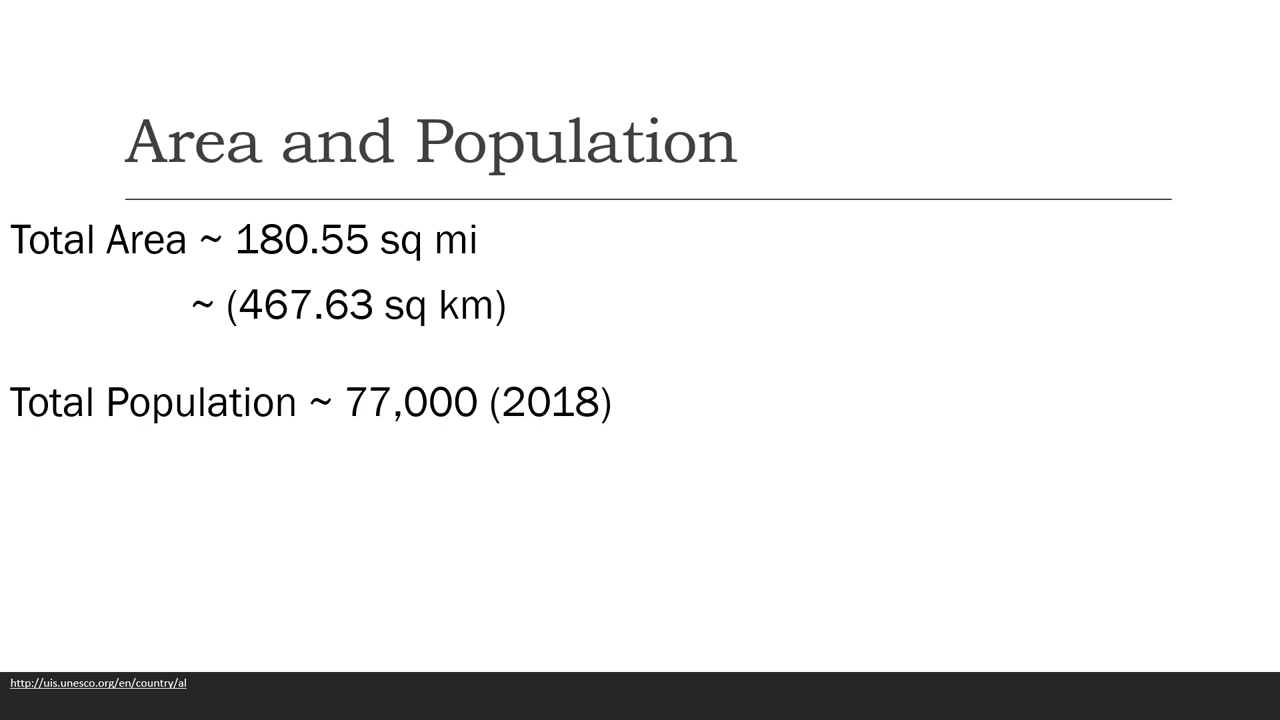 Area and Population
Total Area ~ 180.55 sq mi
~ (467.63 sq km)
Total Population ~ 77,000 (2018)
http://uis.unesco.org/en/country/al